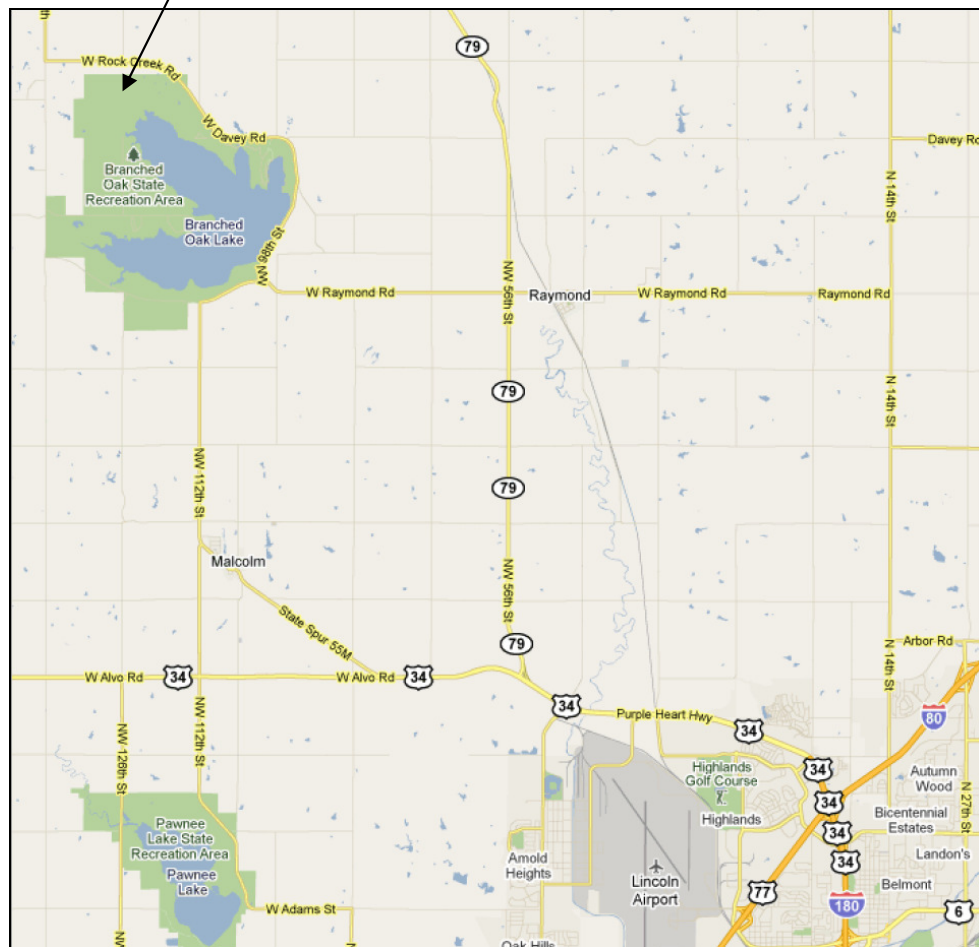 th
79
W Rock Creek Rd
W Davey Rd
Davey Rd
Branched
Oak State
Recreation Area
N 14th St
Branched
Oak Lake
NW 98th St
W Raymond Rd
NW 56th St
Raymond
W Raymond Rd
Raymond Rd
79
N 14th St
NW 112th St
79
Malcolm
NW 56th St
State Spur 55M
79
N 14th St
Arbor Rd
W Alvo Rd
34
W Alvo Rd
34
34
Purple Heart Hwy
34
80
NW 126th St
NW 112th St
Highlands
Golf Course
34
Autumn
Wood
N 27th St
34
Highlands
Bicentennial
Estates
Pawnee
Lake State
Recreation Area
Pawnee
Lake
34
34
Landon's
Arnold
Heights
Lincoln
Airport
77
Belmont
180
6
W Adams St
NW
N
Oak Hills